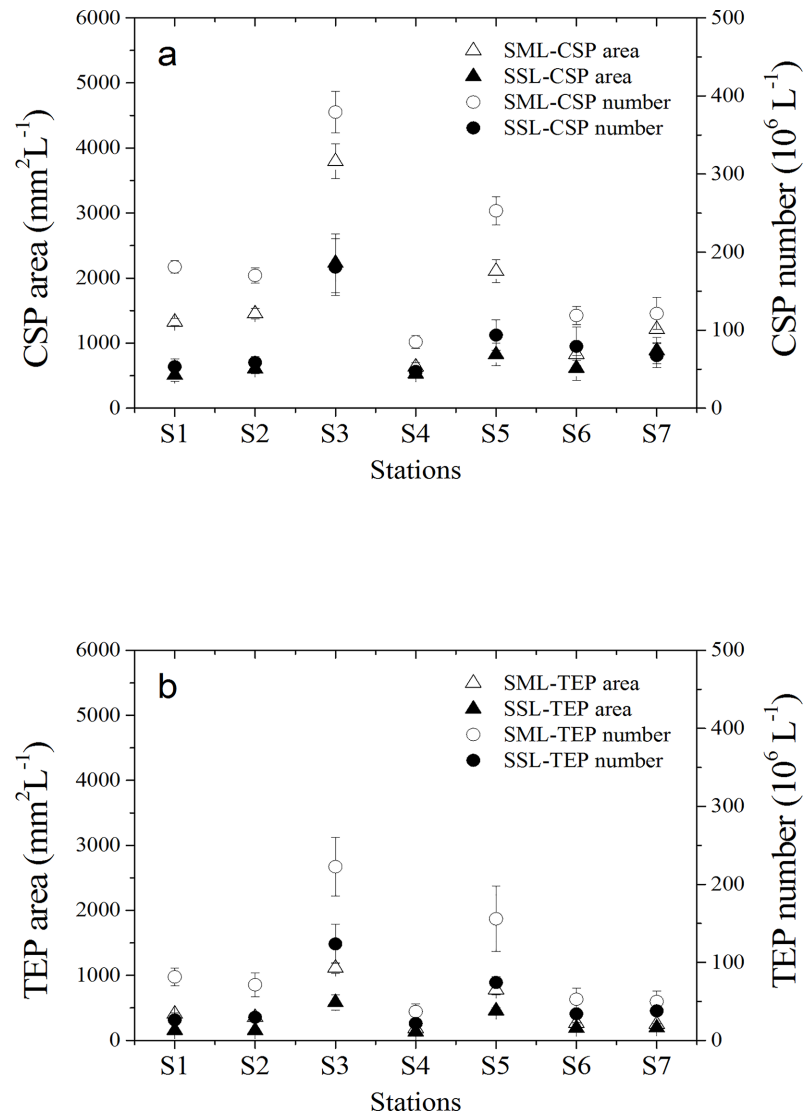 a
SML-CSP area
SSL-CSP area
SML-CSP number
SSL-CSP number
6000
5000
4000
3000
2000
1000
0
CSP area (mm²L⁻¹)
500
400
300
200
100
0
CSP number (10⁶ L⁻¹)
S1 S2 S3 S4 S5 S6 S7
Stations
b
SML-TEP area
SSL-TEP area
SML-TEP number
SSL-TEP number
6000
5000
4000
3000
2000
1000
0
TEP area (mm²L⁻¹)
500
400
300
200
100
0
TEP number (10⁶ L⁻¹)
S1 S2 S3 S4 S5 S6 S7
Stations